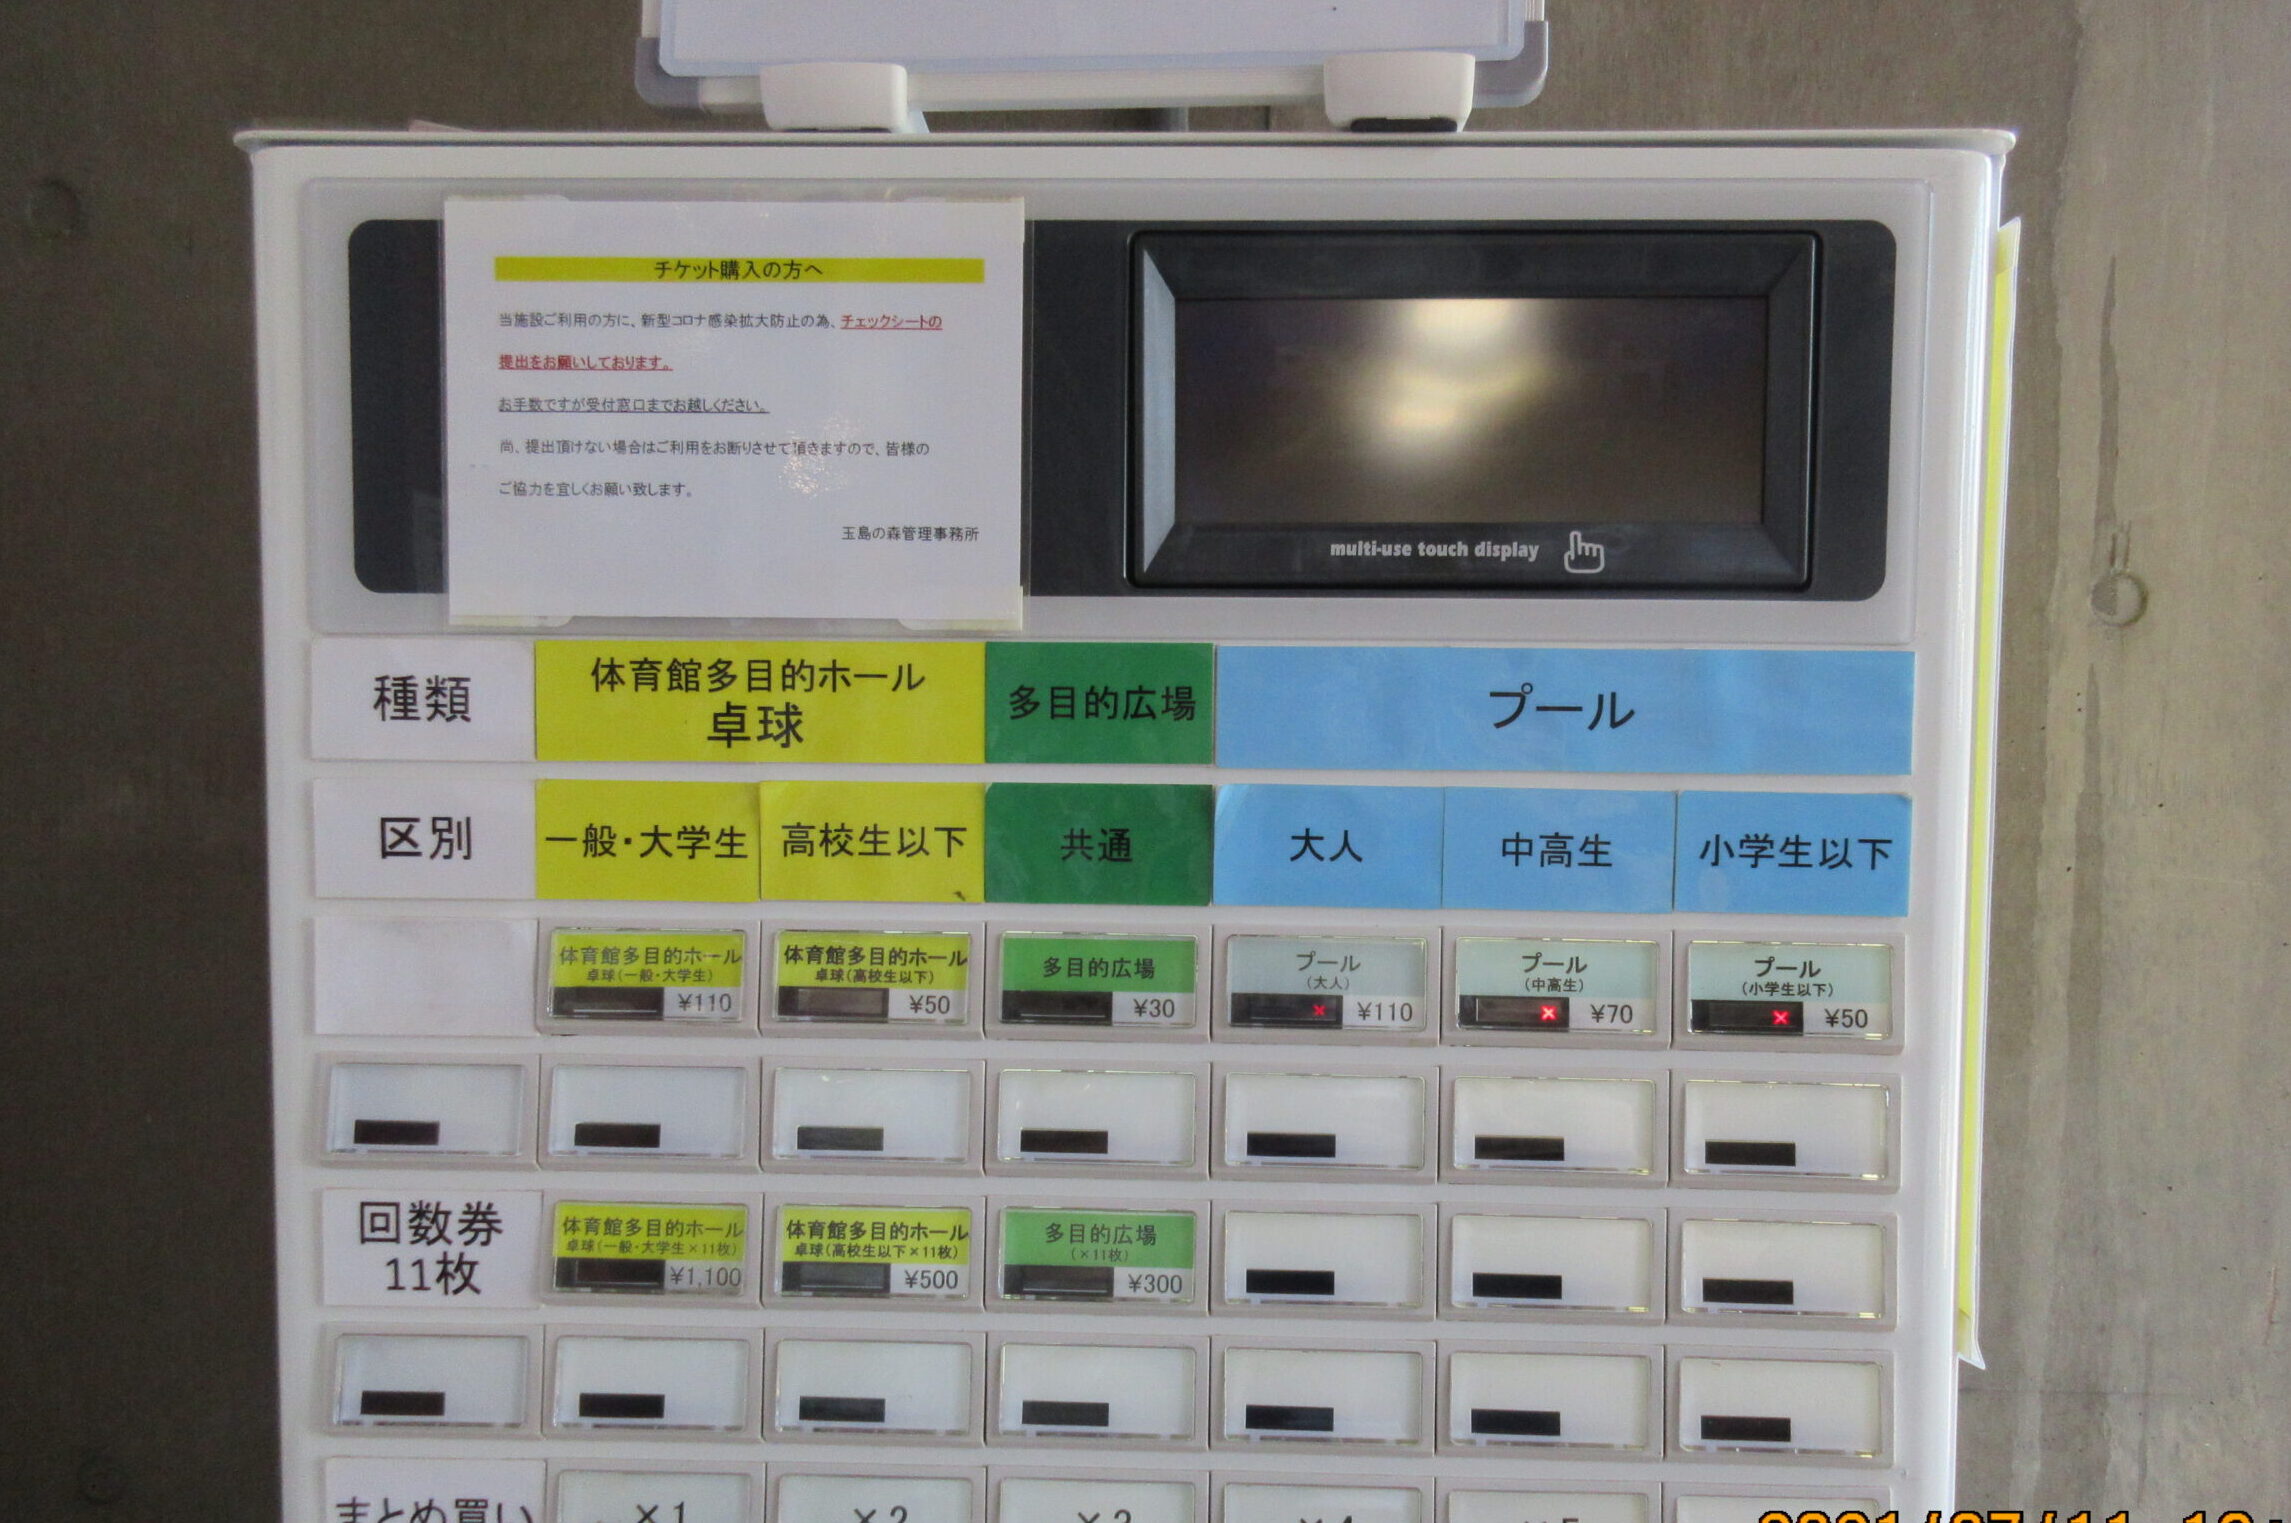 チケット購入の方へ
当施設ご利用の方に、新型コロナ感染拡大防止の為、チェックシートの
提出をお願いしております。
お手数ですが受付窓口までお越しください。
尚、提出頂けない場合はご利用をお断りさせて頂きますので、皆様の
ご協力を宜しくお願い致します。
玉島の森管理事務所
multi-use touch display
種類
体育館多目的ホール
卓球
多目的広場
プール
区別
一般・大学生
高校生以下
共通
大人
中高生
小学生以下
体育館多目的ホール
卓球(一般・大学生)
¥110
体育館多目的ホール
卓球(高校生以下)
¥50
多目的広場
¥30
プール
(大人)
×
¥110
プール
(中高生)
×
¥70
プール
(小学生以下)
×
¥50
回数券
11枚
体育館多目的ホール
卓球(一般・大学生×11枚)
¥1,100
体育館多目的ホール
卓球(高校生以下×11枚)
¥500
多目的広場
(×11枚)
¥300
まとめ買い
×1
×2
×3
×4
×5